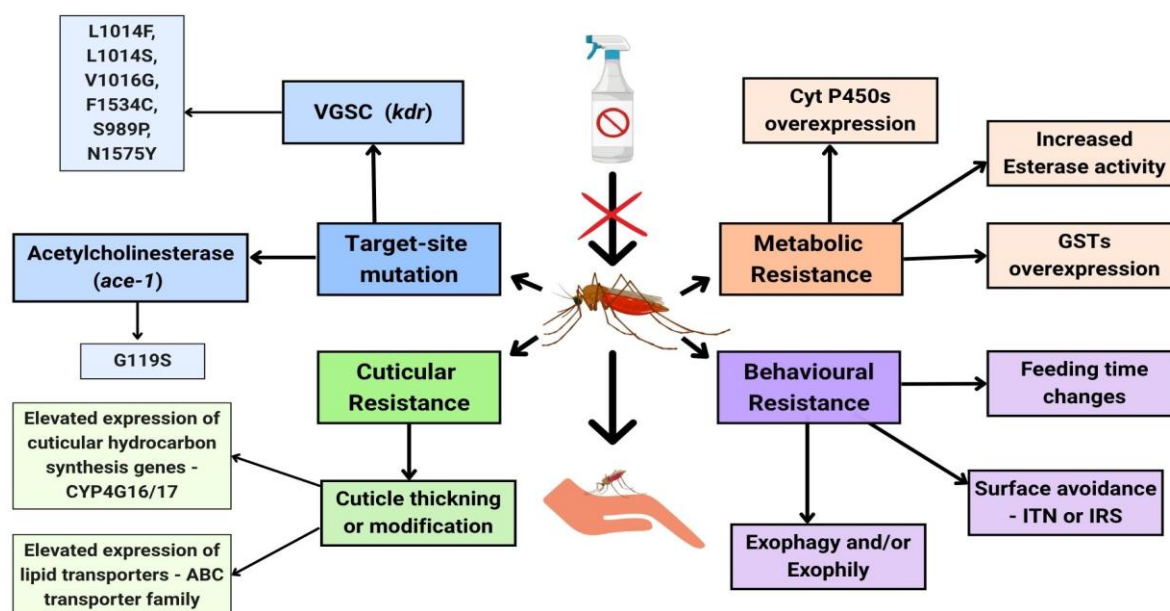 L1014F,
L1014S,
V1016G,
F1534C,
S989P,
N1575Y
VGSC (kdr)
Acetylcholinesterase
(ace-1)
G119S
Target-site
mutation
Cuticular
Resistance
Elevated expression of
cuticular hydrocarbon
synthesis genes -
CYP4G16/17
Cuticle thickning
or modification
Elevated expression of
lipid transporters - ABC
transporter family
Cyt P450s
overexpression
Increased
Esterase activity
Metabolic
Resistance
GSTs
overexpression
Behavioural
Resistance
Feeding time
changes
Surface avoidance
- ITN or IRS
Exophagy and/or
Exophily